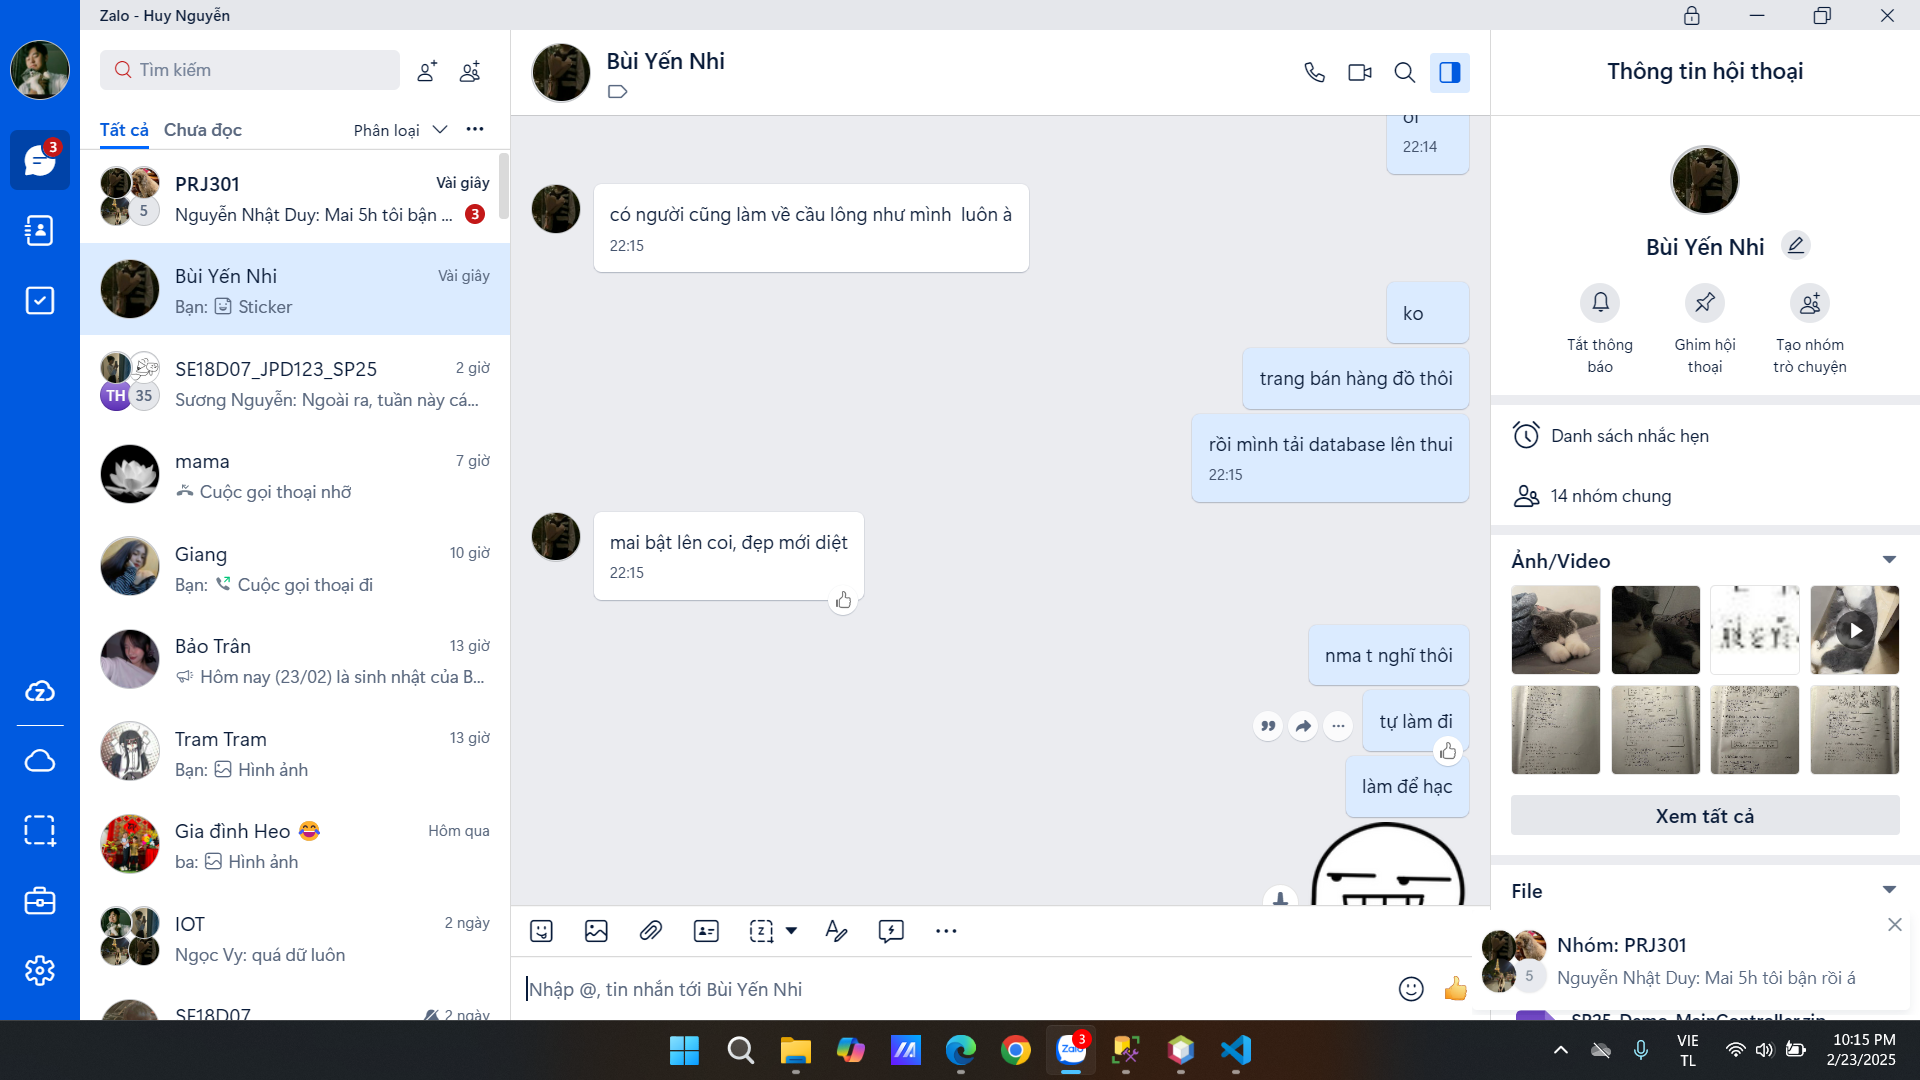 Zalo - Huy Nguyễn
Tìm kiếm
Tất cả
Chưa đọc
Phân loại
3
PRJ301
Vài giây
5
Nguyễn Nhật Duy: Mai 5h tôi bận ...
3
Bùi Yến Nhi
Vài giây
Bạn: Sticker
SE18D07_JPD123_SP25
2 giờ
TH
35
Sương Nguyễn: Ngoài ra, tuần này cá...
mama
7 giờ
Cuộc gọi thoại nhỡ
Giang
10 giờ
Bạn: Cuộc gọi thoại đi
Bảo Trân
13 giờ
Hôm nay (23/02) là sinh nhật của B...
Tram Tram
13 giờ
Bạn: Hình ảnh
Gia đình Heo 😂
Hôm qua
ba: Hình ảnh
IOT
2 ngày
Ngọc Vy: quá dữ luôn
SE18D07
2 ngày
Bùi Yến Nhi
22:14
có người cũng làm về cầu lông như mình luôn à
22:15
ko
trang bán hàng đồ thôi
rồi mình tải database lên thui
22:15
mai bật lên coi, đẹp mới diệt
22:15
nma t nghĩ thôi
tự làm đi
làm để hạc
Nhập @, tin nhắn tới Bùi Yến Nhi
Thông tin hội thoại
Bùi Yến Nhi
Tắt thông
báo
Ghim hội
thoại
Tạo nhóm
trò chuyện
Danh sách nhắc hẹn
14 nhóm chung
Ảnh/Video
Xem tất cả
File
Nhóm: PRJ301
5
Nguyễn Nhật Duy: Mai 5h tôi bận rồi á
SP25_Demo_MainController.zip
Zalo
3
VIE
TL
10:15 PM
2/23/2025